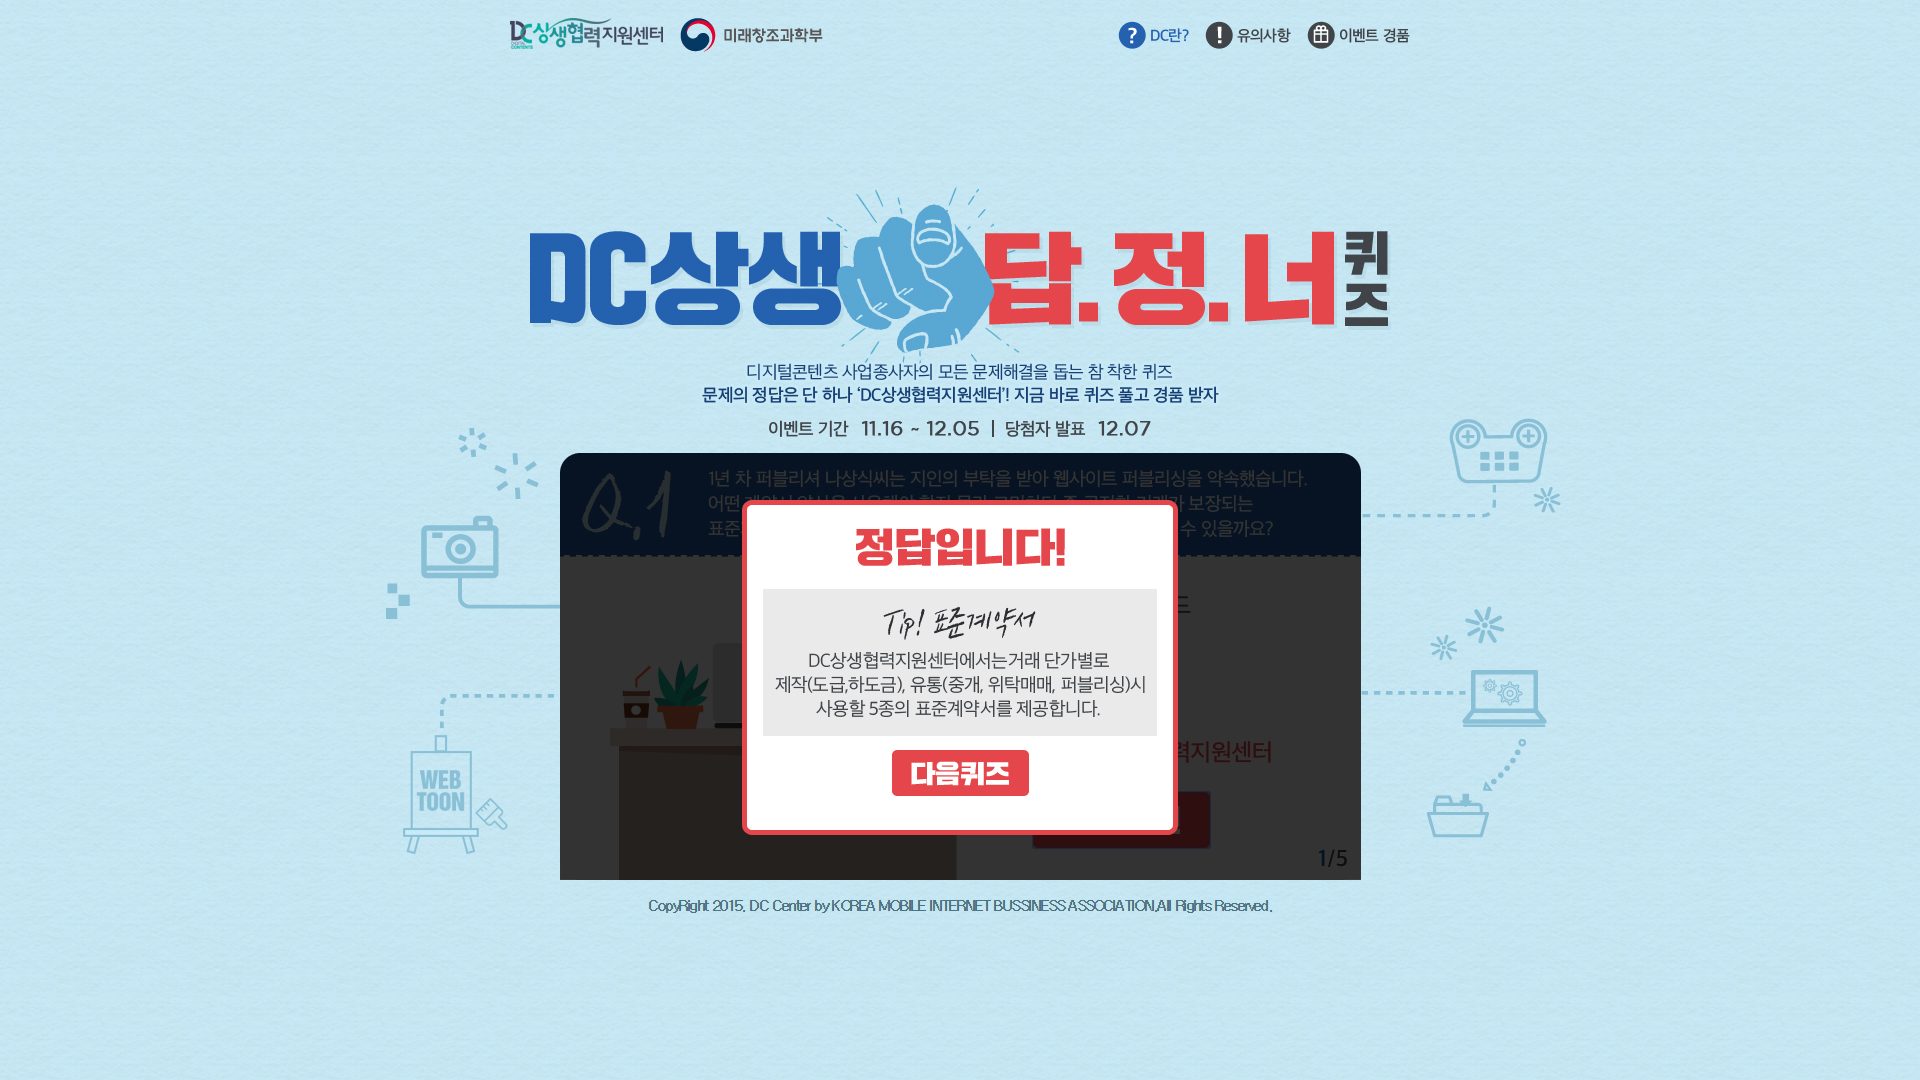 DC상생협력지원센터 미래창조과학부
DC란? 유의사항 이벤트 경품
DC상생 답.정.너 퀴즈
디지털콘텐츠 사업종사자의 모든 문제해결을 돕는 참 착한 퀴즈
문제의 정답은 단 하나 ‘DC상생협력지원센터’! 지금 바로 퀴즈 풀고 경품 받자
이벤트 기간 11.16 ~ 12.05 | 당첨자 발표 12.07
Q.1
1년 차 퍼블리셔 나상식씨는 지인의 부탁을 받아 웹사이트 퍼블리싱을 약속했습니다.
어떤 보장되는
표준 수 있을까요?
정답입니다!
Tip! 표준계약서
DC상생협력지원센터에서는거래 단가별로
제작(도급,하도금), 유통(중개, 위탁매매, 퍼블리싱)시
사용할 5종의 표준계약서를 제공합니다.
력지원센터
다음퀴즈
1/5
WEB
TOON
CopyRight 2015. DC Center by KOREA MOBILE INTERNET BUSSINESS ASSOCIATION.All Rights Reserved.